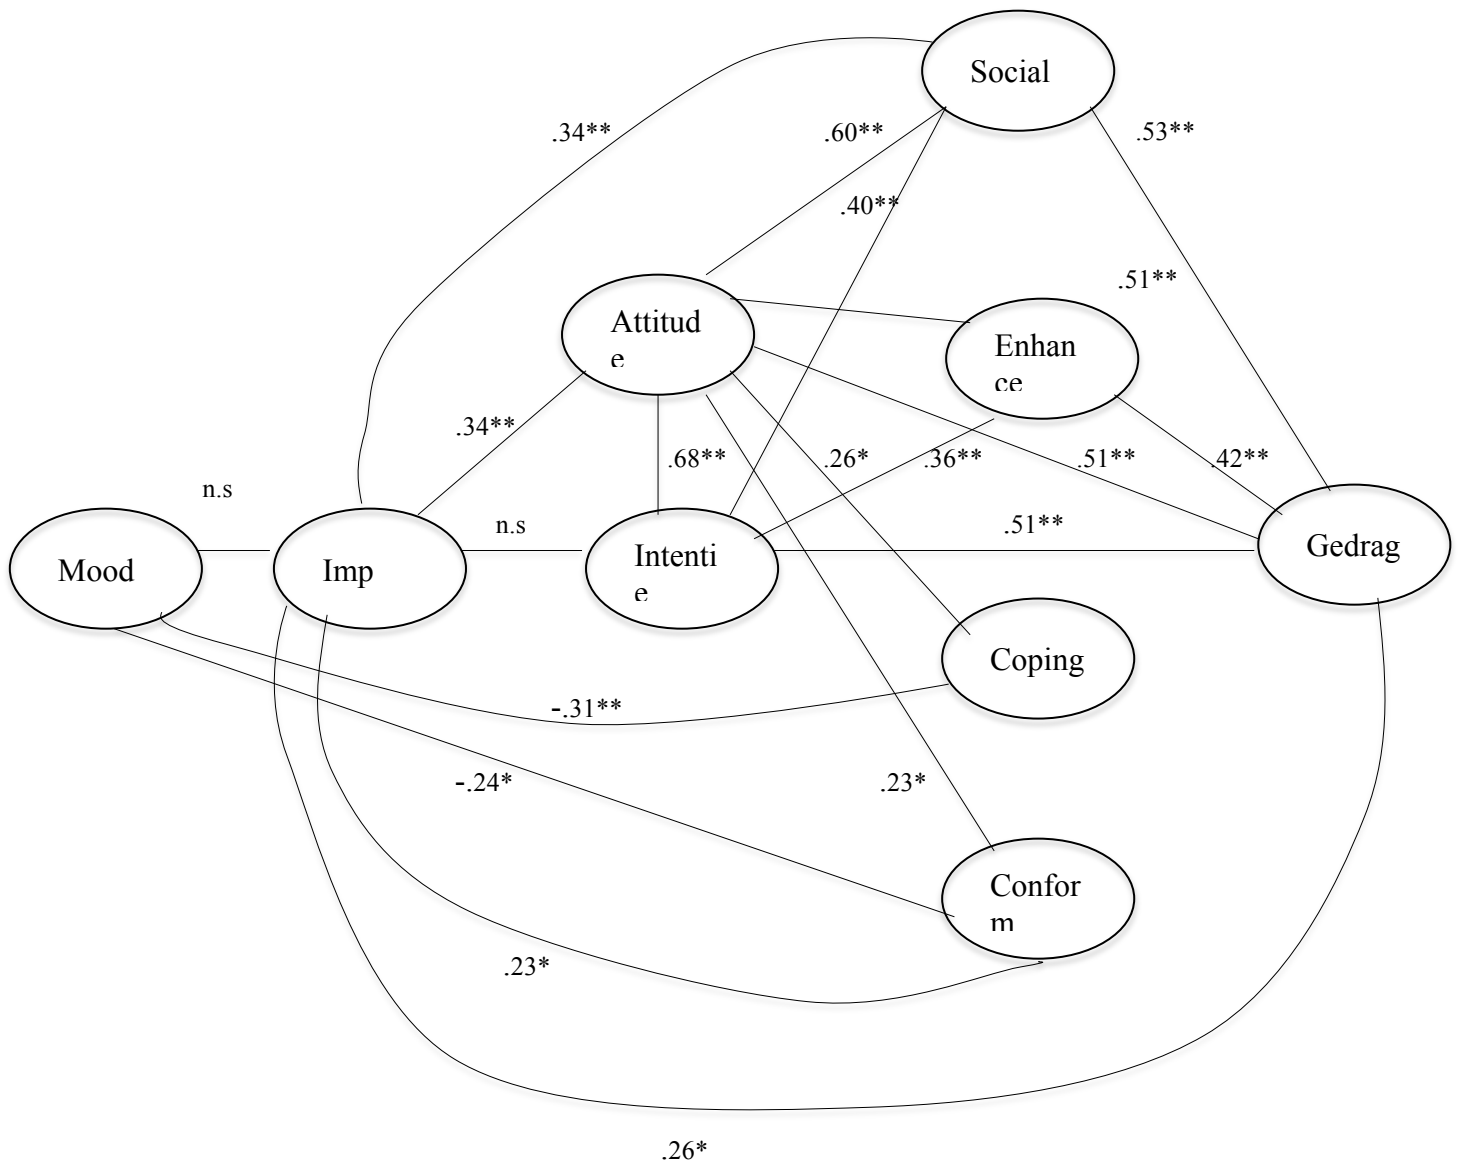 Social
.34**
.60**
.53**
.40**
.51**
Attitud
e
Enhan
ce
.34**
.68**
.26*
.36**
.51**
.42**
n.s
n.s
.51**
Mood
Imp
Intenti
e
Gedrag
Coping
-.31**
-.24*
.23*
Confor
m
.23*
.26*